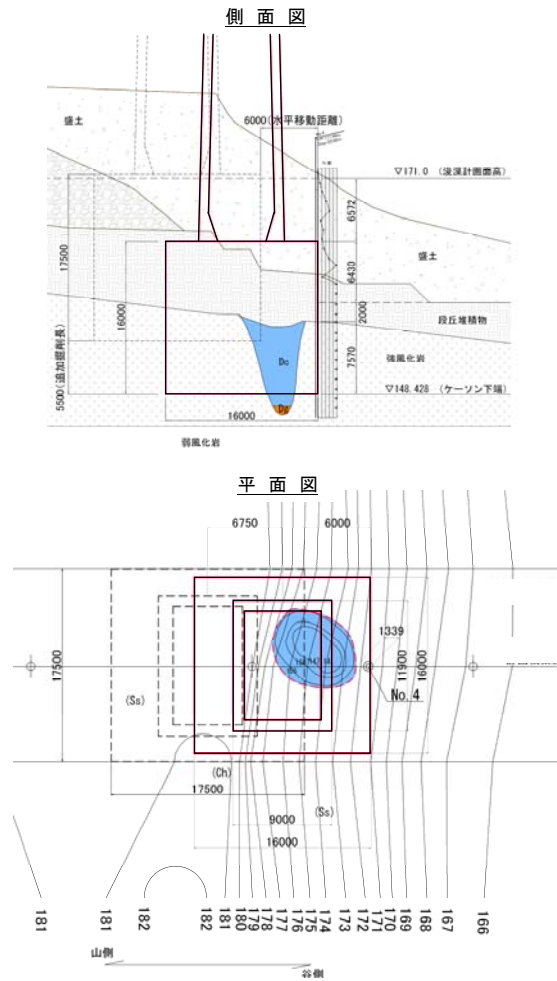 側面図
盛土
6000(水平移動距離)
▽171.0 (浚渫計画面高)
6572
17500
16000
6430
盛土
2000
段丘堆積物
5500(追加掘削長)
Do
7570
強風化岩
▽148.428 (ケーソン下端)
16000
弱風化岩
平面図
6750
6000
17500
1339
11900
16000
No.4
(Ss)
(Ch)
17500
(Ss)
9000
16000
181
181
182
182
181
180
179
178
177
176
175
174
173
172
171
170
169
168
167
166
山側
谷側